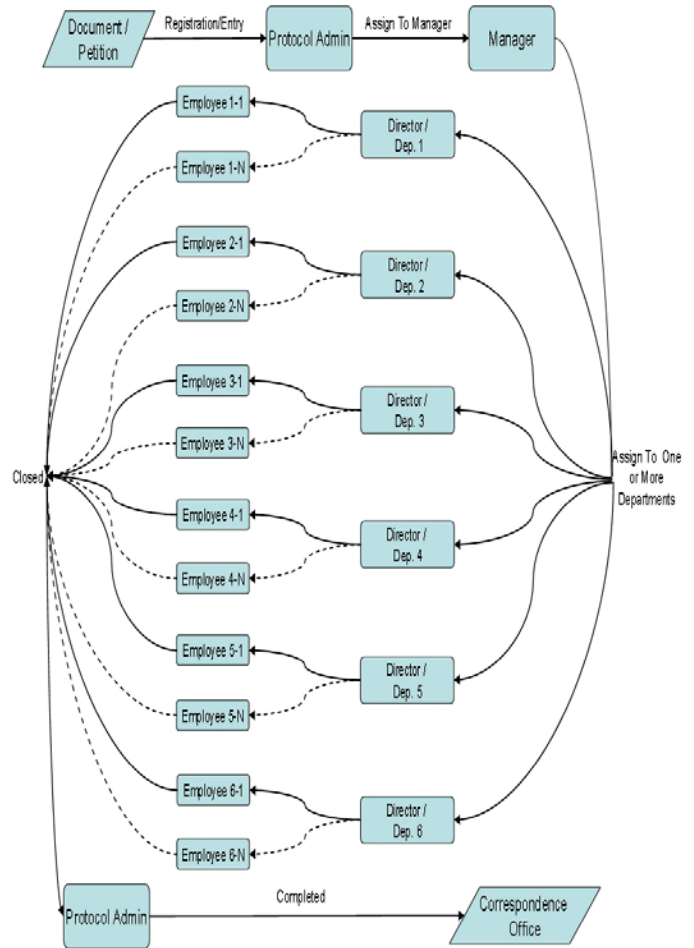 Document /
Petition
Registration/Entry
Protocol Admin
Assign To Manager
Manager
Employee 1-1
Director /
Dep. 1
Employee 1-N
Employee 2-1
Director /
Dep. 2
Employee 2-N
Employee 3-1
Director /
Dep. 3
Employee 3-N
Closed
Assign To One
or More
Departments
Employee 4-1
Director /
Dep. 4
Employee 4-N
Employee 5-1
Director /
Dep. 5
Employee 5-N
Employee 6-1
Director /
Dep. 6
Employee 6-N
Protocol Admin
Completed
Correspondence
Office